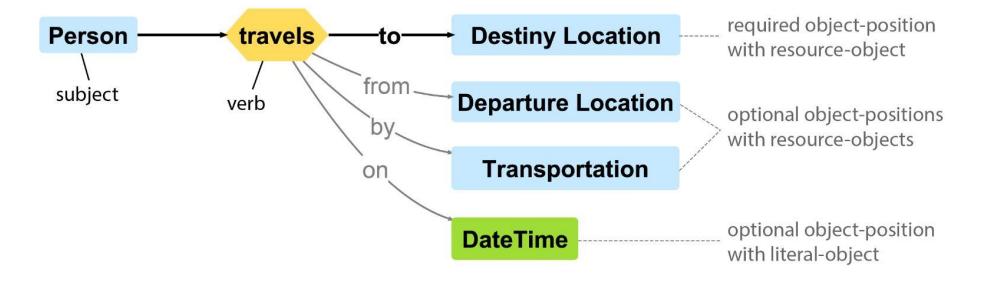 Person
travels
to
Destiny Location
required object-position
with resource-object
subject
verb
from
Departure Location
by
optional object-positions
with resource-objects
Transportation
on
DateTime
optional object-position
with literal-object